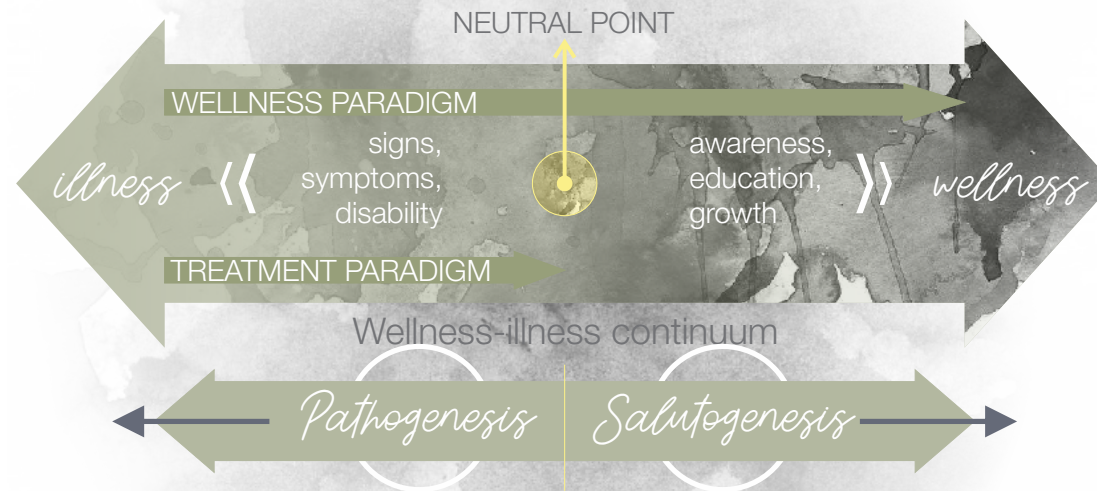 NEUTRAL POINT
WELLNESS PARADIGM
illness
signs,
symptoms,
disability
awareness,
education,
growth
wellness
TREATMENT PARADIGM
Wellness-illness continuum
Pathogenesis
Salutogenesis